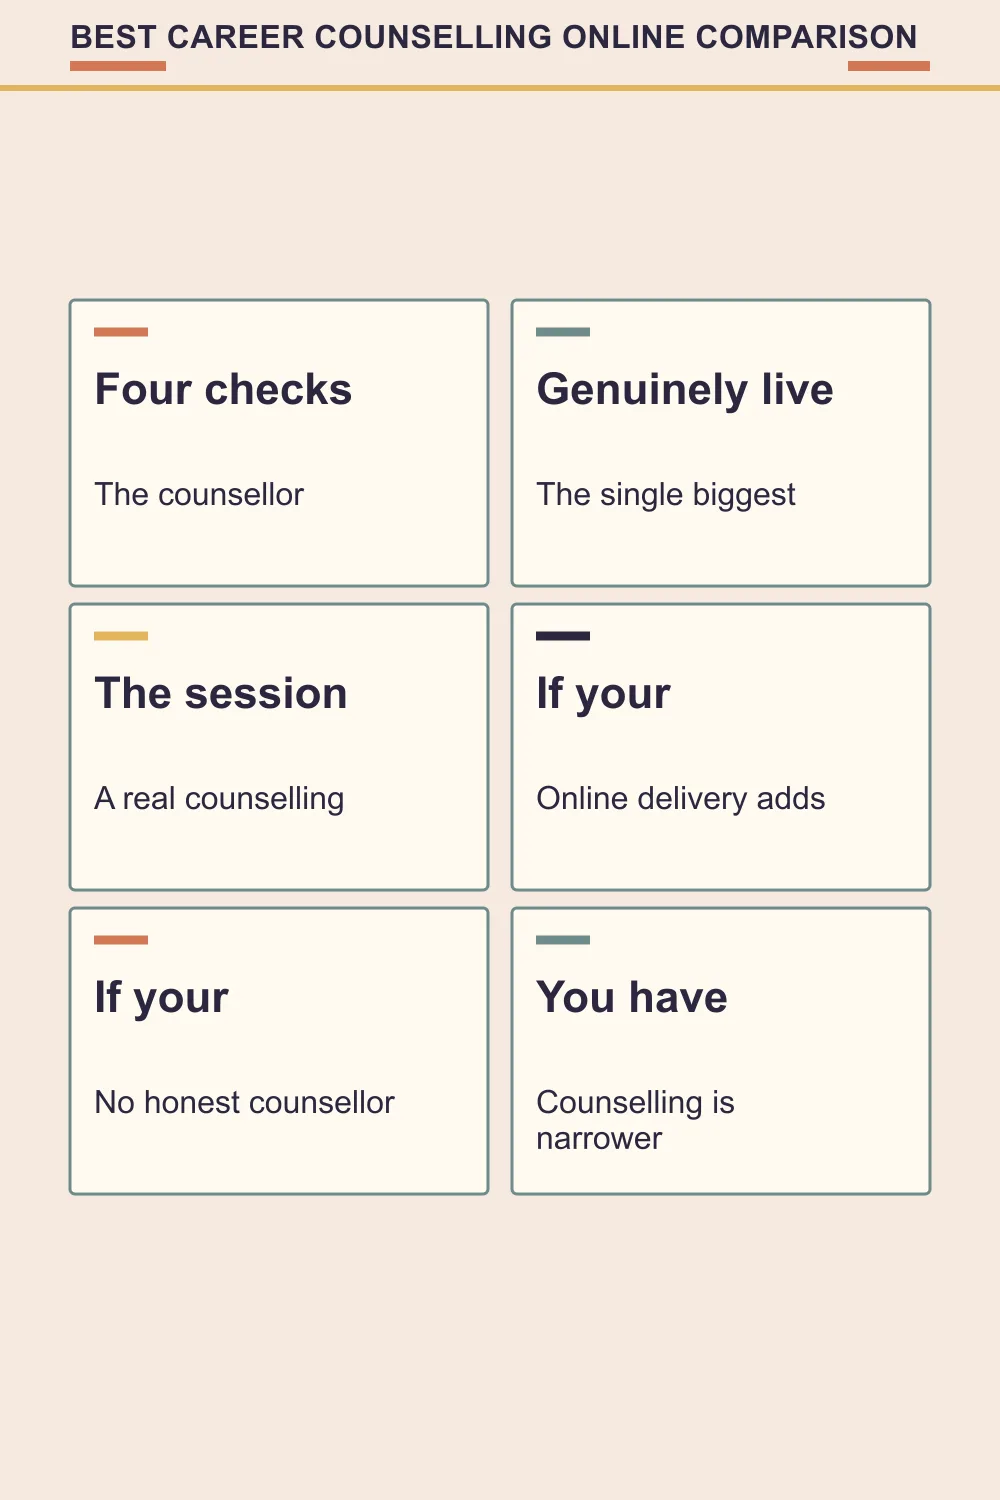 BEST CAREER COUNSELLING ONLINE COMPARISON
Four checks
The counsellor
Genuinely live
The single biggest
The session
A real counselling
If your
Online delivery adds
If your
No honest counsellor
You have
Counselling is
narrower